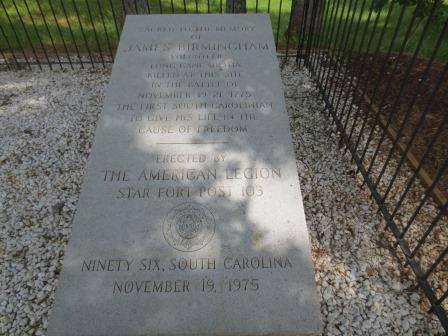 SACRED TO THE MEMORY
OF
JAMES BIRMINGHAM
VOLUNTEER
LONG CANE MILITIA
KILLED AT THIS SITE
IN THE BATTLE OF
NOVEMBER 19-21, 1775
THE FIRST SOUTH CAROLINIAN
TO GIVE HIS LIFE IN THE
CAUSE OF FREEDOM
ERECTED BY
THE AMERICAN LEGION
STAR FORT POST 103
NINETY SIX, SOUTH CAROLINA
NOVEMBER 19, 1975